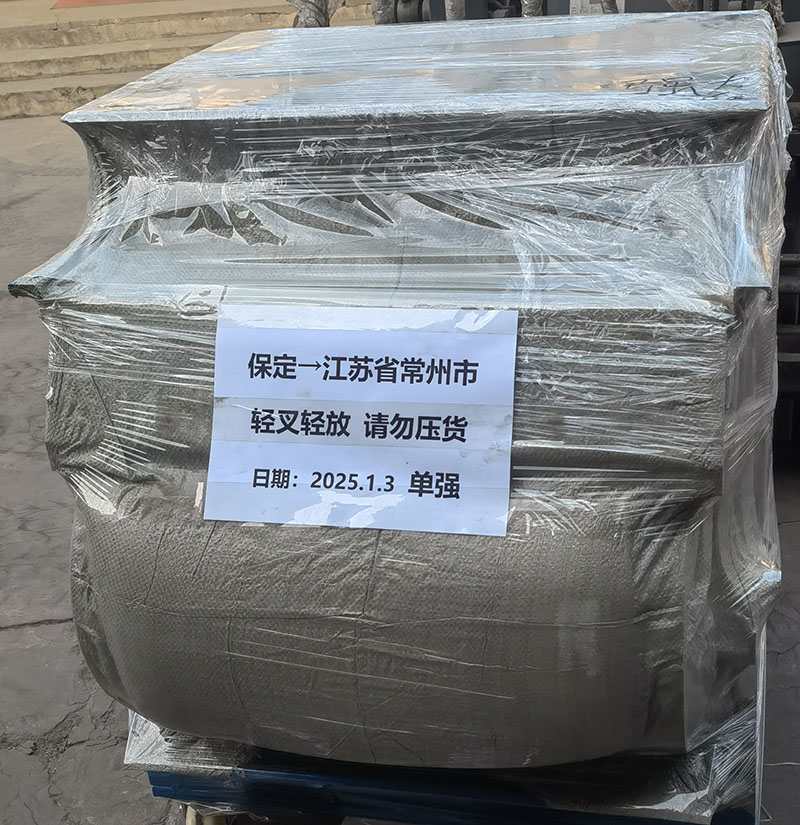 保定→江苏省常州市
轻叉轻放 请勿压货
日期：2025.1.3 单强